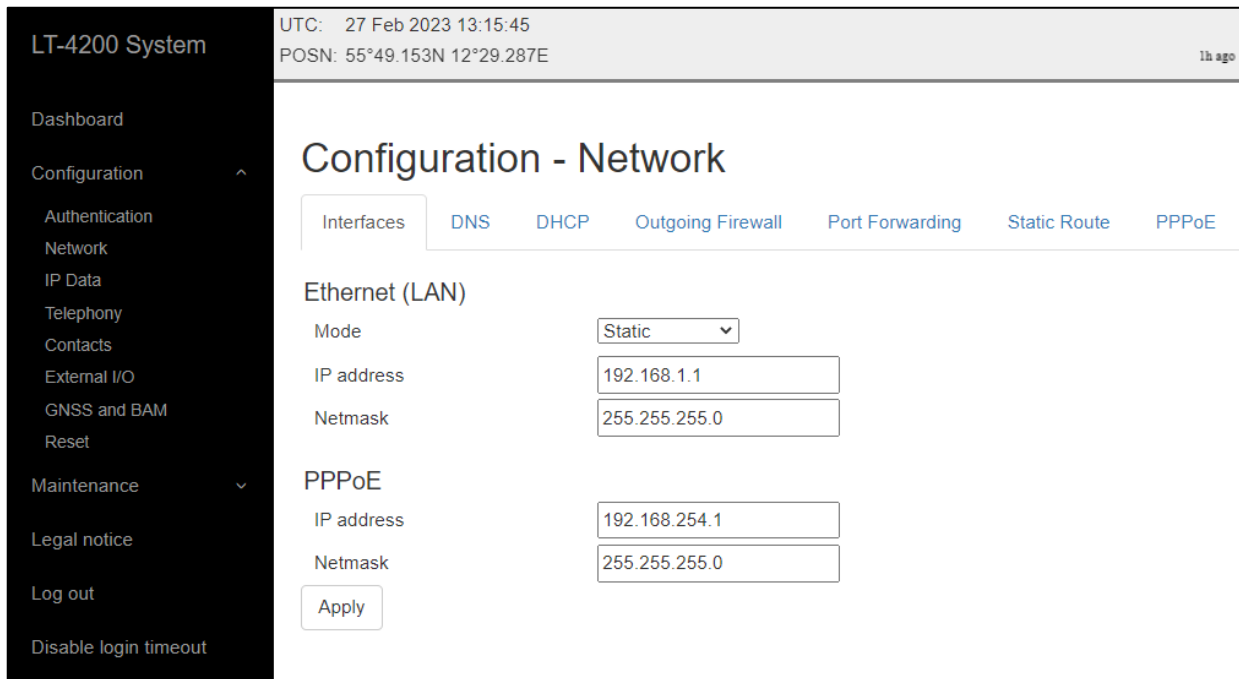 LT-4200 System
Dashboard
Configuration
Authentication
Network
IP Data
Telephony
Contacts
External I/O
GNSS and BAM
Reset
Maintenance
Legal notice
Log out
Disable login timeout
UTC: 27 Feb 2023 13:15:45
POSN: 55°49.153N 12°29.287E
1h ago
Configuration - Network
Interfaces DNS DHCP Outgoing Firewall Port Forwarding Static Route PPPoE
Ethernet (LAN)
Mode Static
IP address 192.168.1.1
Netmask 255.255.255.0
PPPoE
IP address 192.168.254.1
Netmask 255.255.255.0
Apply